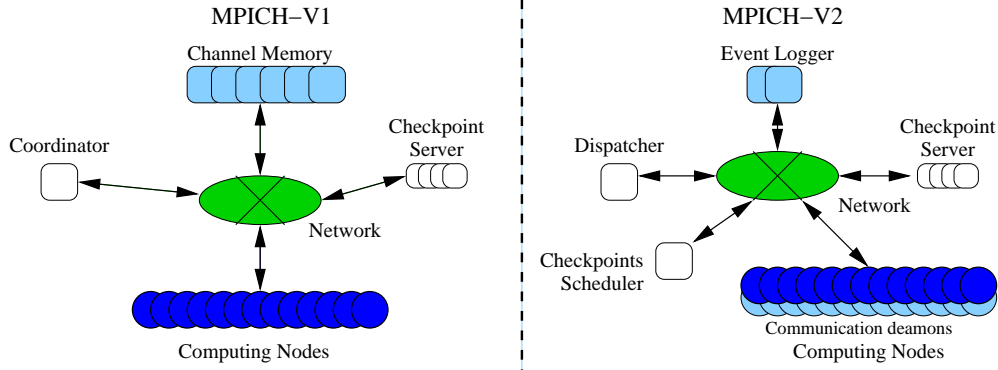 MPICH−V1
Channel Memory
Coordinator
Checkpoint
Server
Network
Computing Nodes
MPICH−V2
Event Logger
Dispatcher
Checkpoint
Server
Network
Checkpoints
Scheduler
Communication deamons
Computing Nodes